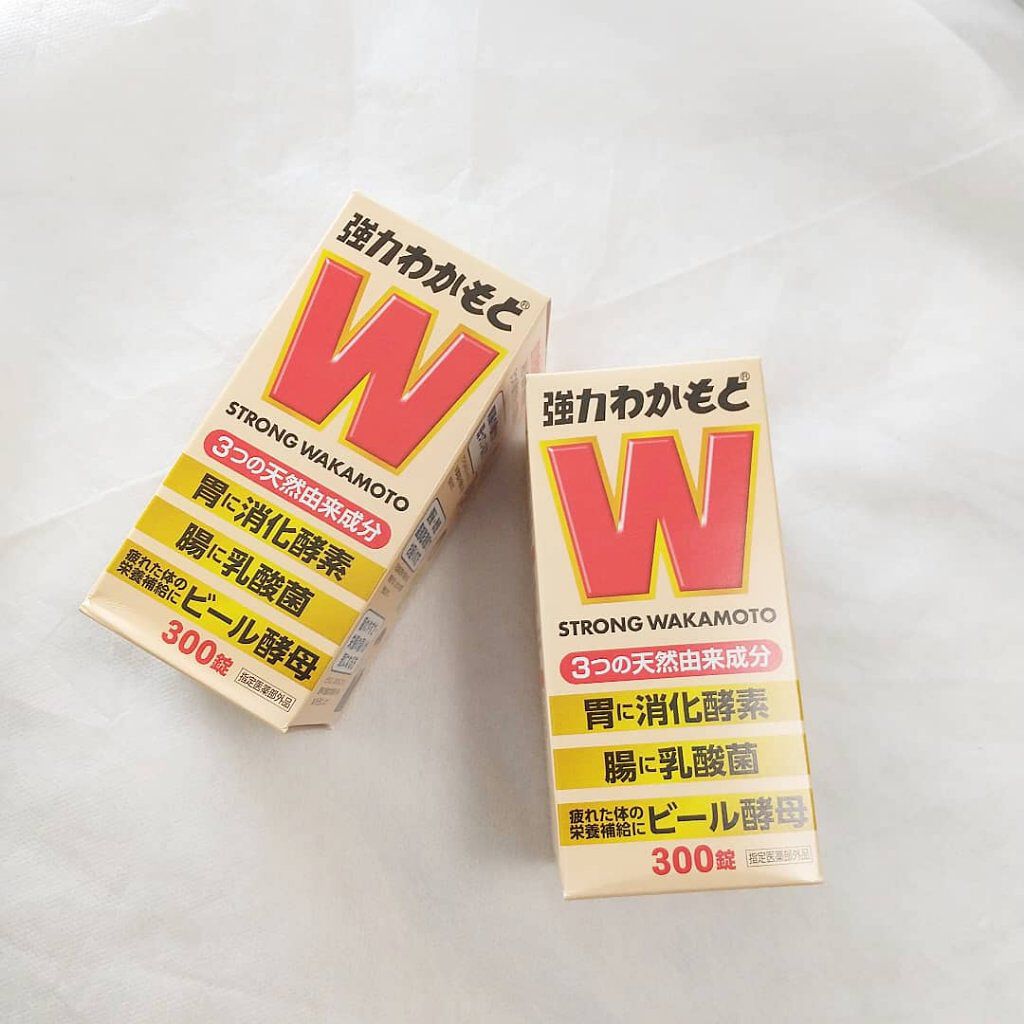 強力わかもと®
W
STRONG WAKAMOTO
3つの天然由来成分
胃に消化酵素
腸に乳酸菌
疲れた体の
栄養補給に
ビール酵母
300錠
指定医薬部外品
強力わかもと®
W
STRONG WAKAMOTO
3つの天然由来成分
胃に消化酵素
腸に乳酸菌
疲れた体の
栄養補給に
ビール酵母
300錠
指定医薬部外品